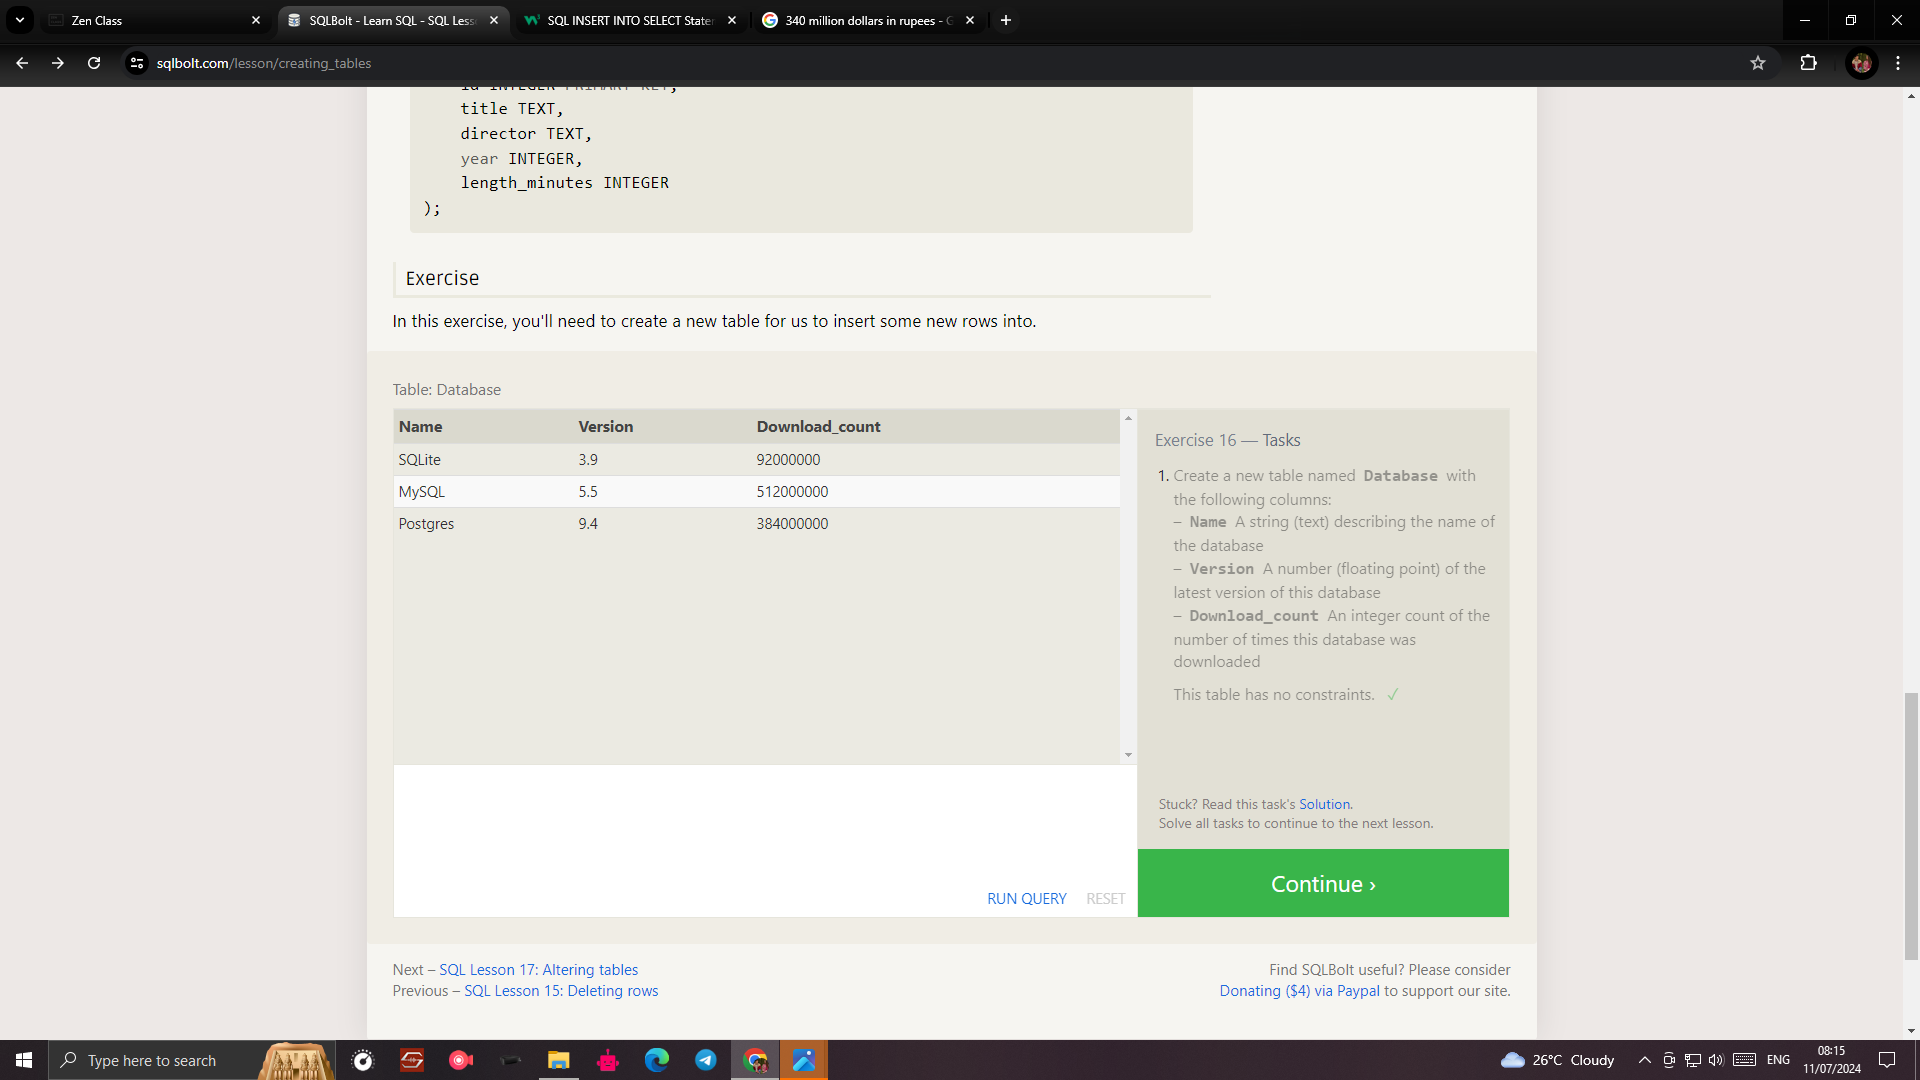 Zen Class
SQLBolt - Learn SQL - SQL Less
SQL INSERT INTO SELECT Stater
340 million dollars in rupees - G
sqlbolt.com/lesson/creating_tables
id INTEGER PRIMARY KEY,
title TEXT,
director TEXT,
year INTEGER,
length_minutes INTEGER
);
Exercise
In this exercise, you'll need to create a new table for us to insert some new rows into.
Table: Database
Name Version Download_count
SQLite 3.9 92000000
MySQL 5.5 512000000
Postgres 9.4 384000000
RUN QUERY RESET
Exercise 16 — Tasks
1. Create a new table named Database with
the following columns:
– Name A string (text) describing the name of
the database
– Version A number (floating point) of the
latest version of this database
– Download_count An integer count of the
number of times this database was
downloaded
This table has no constraints. ✓
Stuck? Read this task's Solution.
Solve all tasks to continue to the next lesson.
Continue ›
Next – SQL Lesson 17: Altering tables
Previous – SQL Lesson 15: Deleting rows
Find SQLBolt useful? Please consider
Donating ($4) via Paypal to support our site.
Type here to search
26°C Cloudy
ENG
08:15
11/07/2024